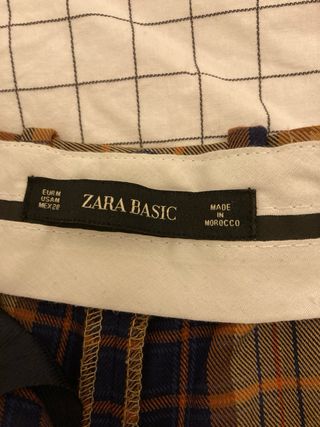 EUR M
USA M
MEX 28
ZARA BASIC
MADE
IN
MOROCCO